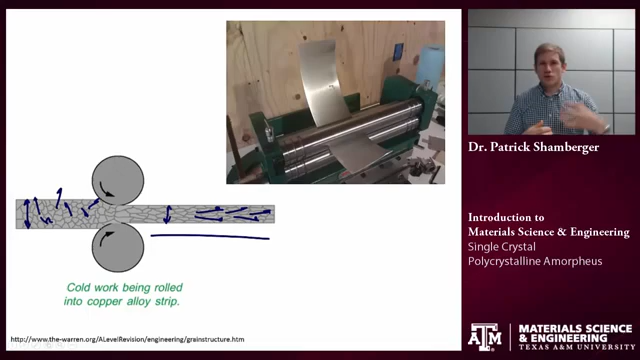 Cold work being rolled
into copper alloy strip.
http://www.the-warren.org/ALevelRevision/engineering/grainstructure.htm
Dr. Patrick Shamberger
Introduction to
Materials Science & Engineering
Single Crystal
Polycrystalline Amorpheus
ATM
MATERIALS SCIENCE
& ENGINEERING
TEXAS A&M UNIVERSITY